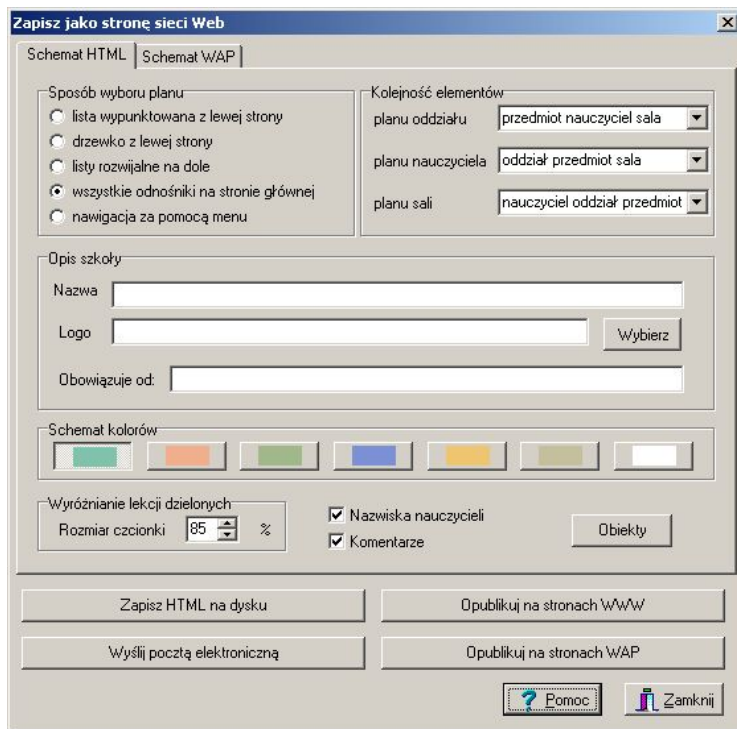 Zapisz jako stronę sieci Web
Schemat HTML Schemat WAP
Sposób wyboru planu
lista wypunktowana z lewej strony
drzewko z lewej strony
listy rozwijalne na dole
wszystkie odnośniki na stronie głównej
nawigacja za pomocą menu
Kolejność elementów
planu oddziału przedmiot nauczyciel sala
planu nauczyciela oddział przedmiot sala
planu sali nauczyciel oddział przedmiot
Opis szkoły
Nazwa
Logo Wybierz
Obowiązuje od:
Schemat kolorów
Wyróżnianie lekcji dzielonych
Rozmiar czcionki 85 %
Nazwiska nauczycieli
Komentarze
Obiekty
Zapisz HTML na dysku Opublikuj na stronach WWW
Wyślij pocztą elektroniczną Opublikuj na stronach WAP
Pomoc Zamknij